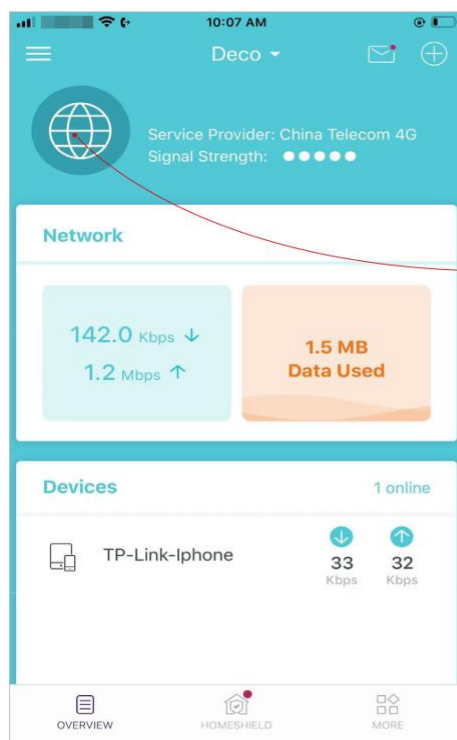 10:07 AM
Deco
Service Provider: China Telecom 4G
Signal Strength:
Network
142.0 Kbps ↓
1.2 Mbps ↑
1.5 MB
Data Used
Devices
1 online
TP-Link-Iphone
33
Kbps
32
Kbps
OVERVIEW
HOMESHIELD
MORE